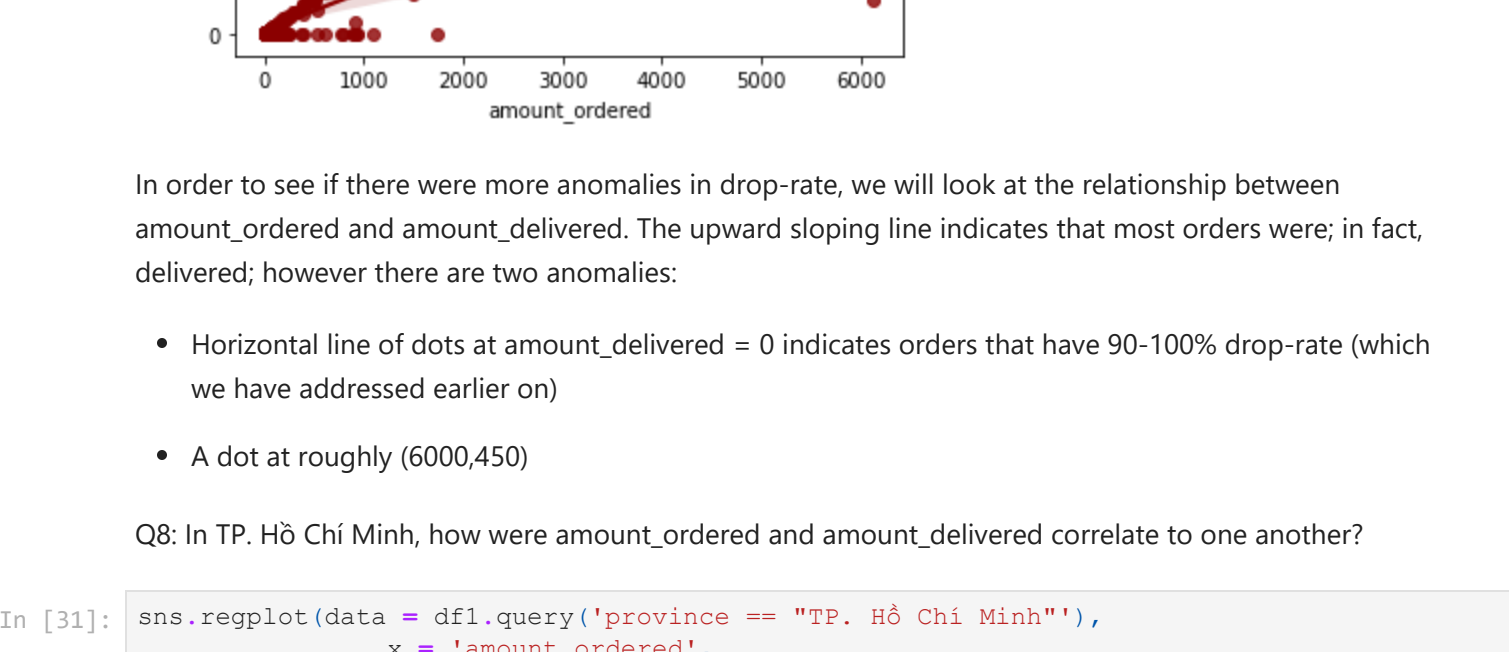 0
0 1000 2000 3000 4000 5000 6000
amount_ordered
In order to see if there were more anomalies in drop-rate, we will look at the relationship between
amount_ordered and amount_delivered. The upward sloping line indicates that most orders were; in fact,
delivered; however there are two anomalies:
Horizontal line of dots at amount_delivered = 0 indicates orders that have 90-100% drop-rate (which
we have addressed earlier on)
A dot at roughly (6000,450)
Q8: In TP. Hồ Chí Minh, how were amount_ordered and amount_delivered correlate to one another?
In [31]: sns.regplot(data = df1.query('province == "TP. Hồ Chí Minh"'),
x = 'amount_ordered',